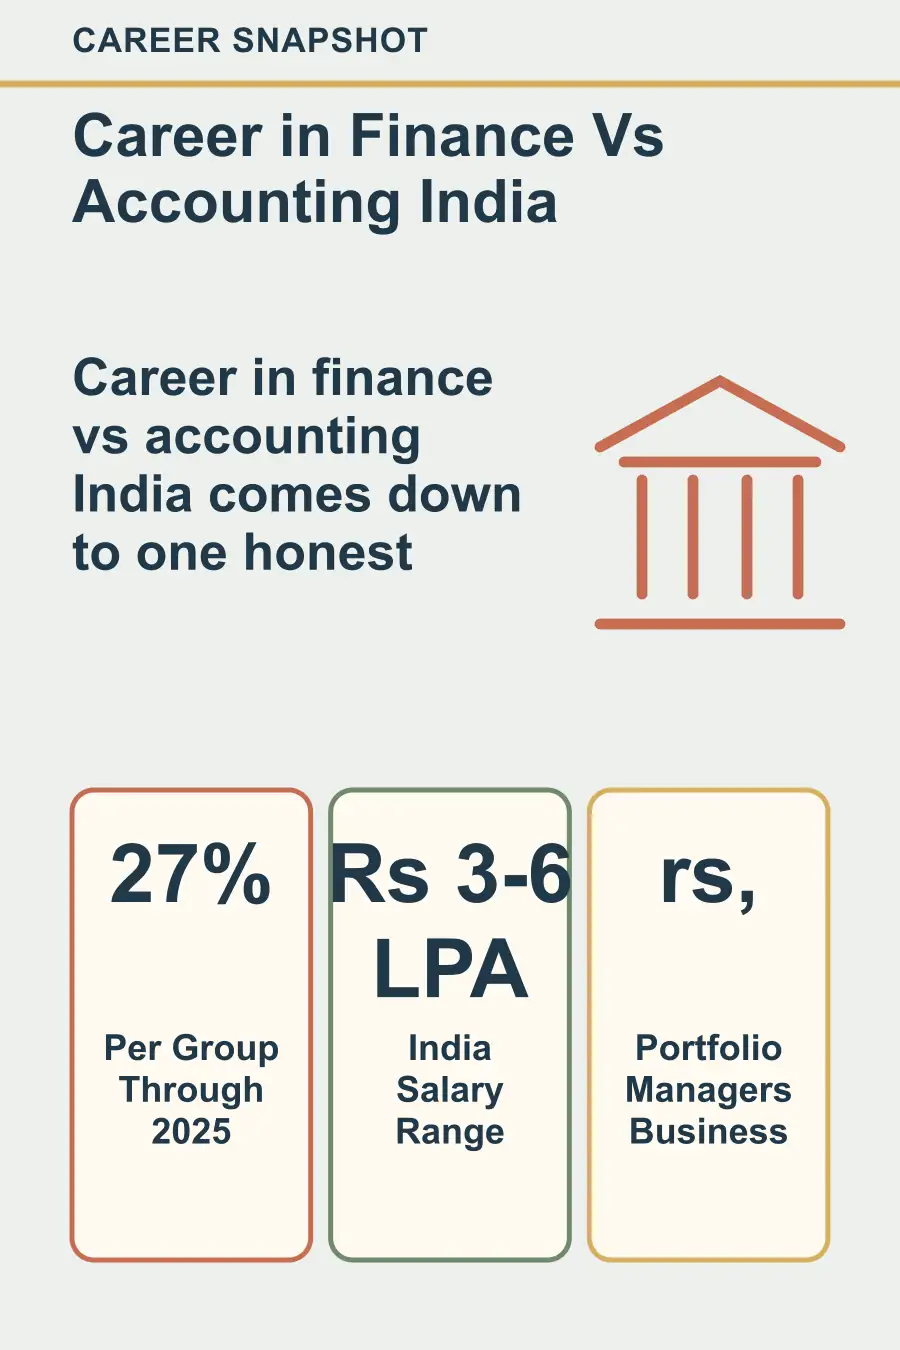 CAREER SNAPSHOT
Career in Finance Vs
Accounting India
Career in finance
vs accounting
India comes down
to one honest
27%
Per Group
Through
2025
Rs 3-6
LPA
India
Salary
Range
rs,
Portfolio
Managers
Business